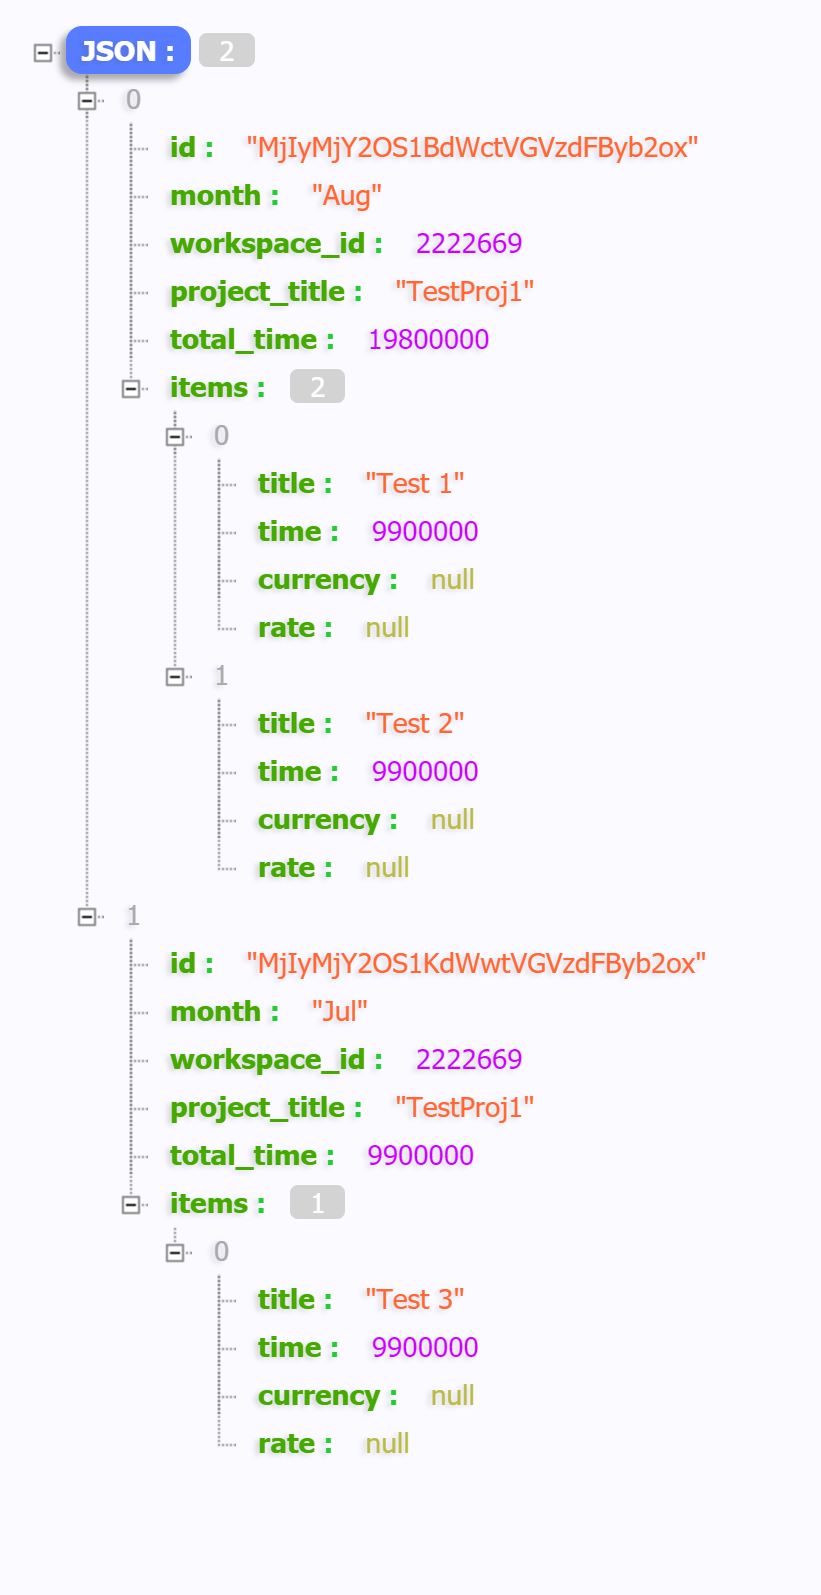 JSON : 2
0
id : "MjIyMjY2OS1BdWctVGVzdFByb2ox"
month : "Aug"
workspace_id : 2222669
project_title : "TestProj1"
total_time : 19800000
items : 2
0
title : "Test 1"
time : 9900000
currency : null
rate : null
1
title : "Test 2"
time : 9900000
currency : null
rate : null
1
id : "MjIyMjY2OS1KdWwtVGVzdFByb2ox"
month : "Jul"
workspace_id : 2222669
project_title : "TestProj1"
total_time : 9900000
items : 1
0
title : "Test 3"
time : 9900000
currency : null
rate : null